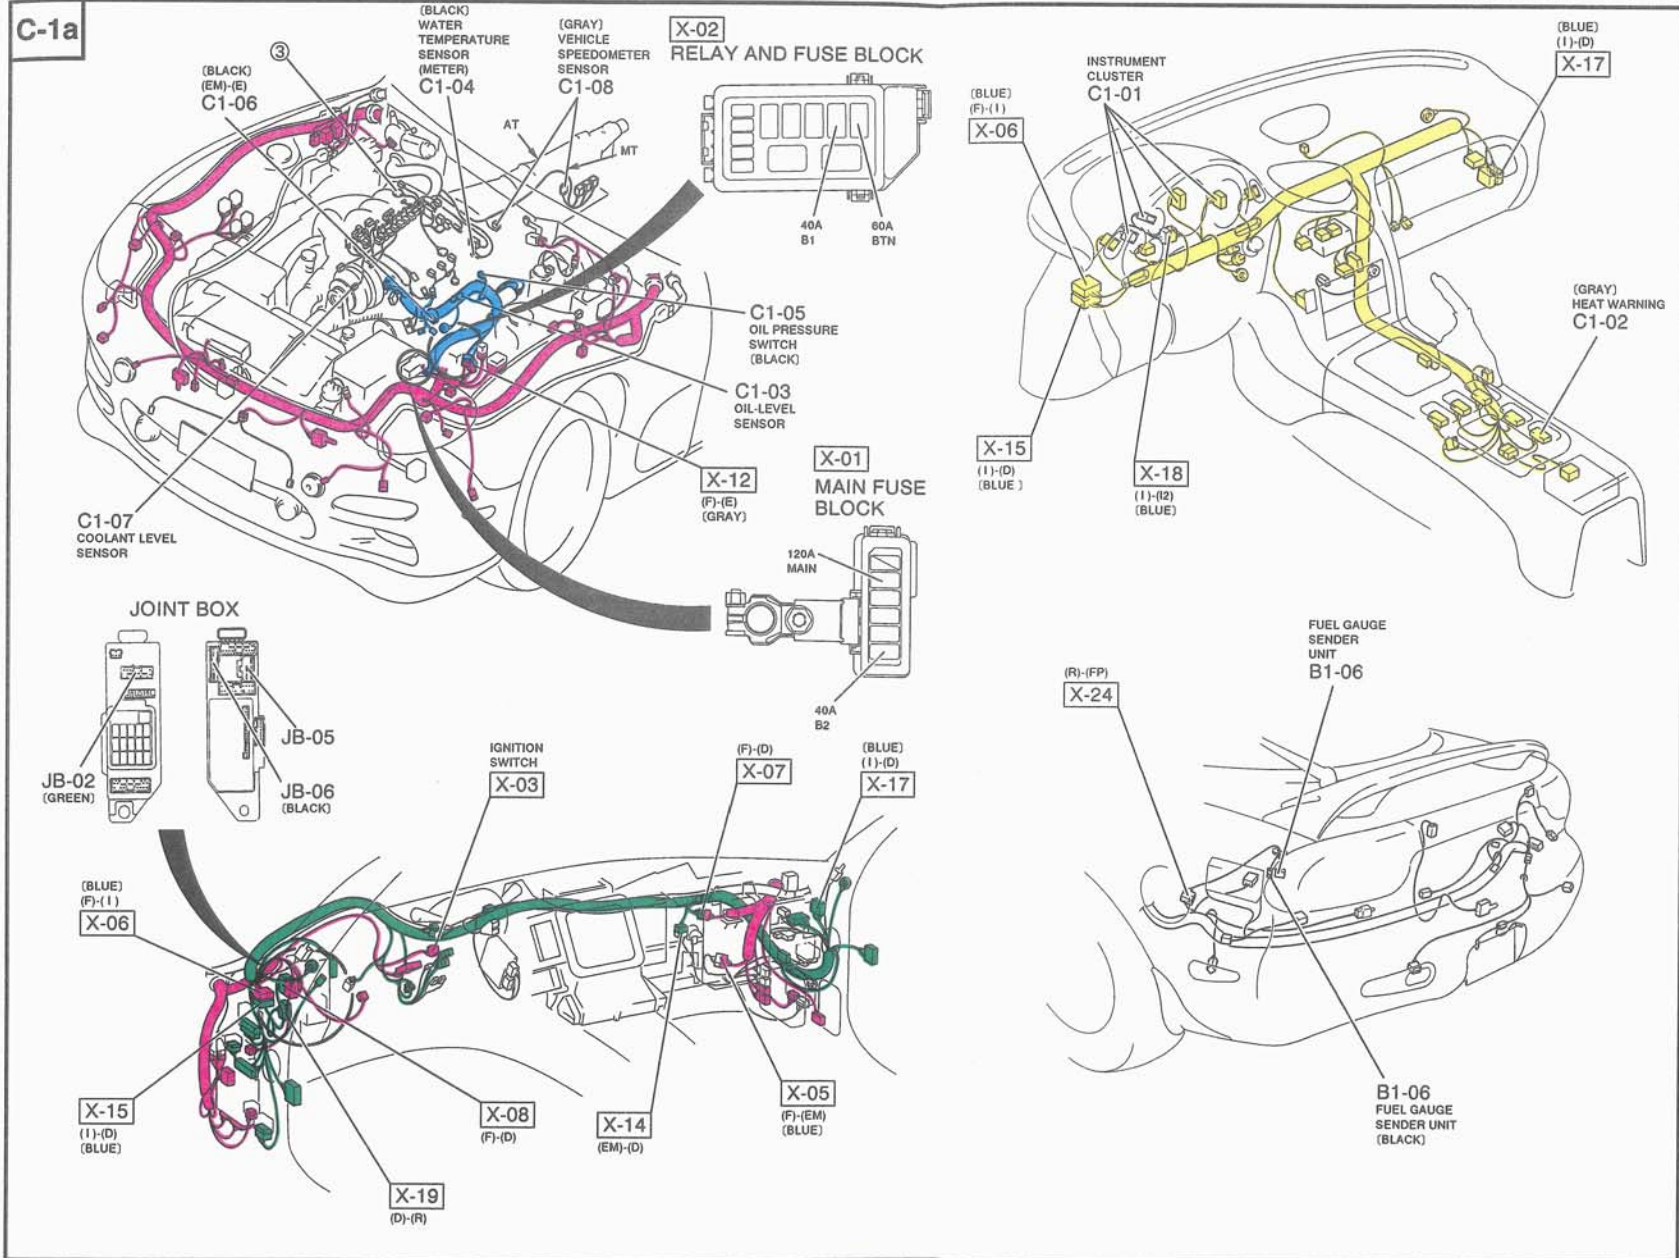 C-1a
(BLACK)
WATER
TEMPERATURE
SENSOR
(METER)
C1-04
(GRAY)
VEHICLE
SPEEDOMETER
SENSOR
C1-08
X-02
RELAY AND FUSE BLOCK
3
(BLACK)
(EM)-(E)
C1-06
AT
MT
40A
B1
60A
BTN
C1-05
OIL PRESSURE
SWITCH
(BLACK)
C1-03
OIL-LEVEL
SENSOR
X-12
(F)-(E)
(GRAY)
C1-07
COOLANT LEVEL
SENSOR
X-01
MAIN FUSE
BLOCK
120A
MAIN
40A
B2
(BLUE)
(I)-(D)
X-17
INSTRUMENT
CLUSTER
C1-01
(BLUE)
(F)-(I)
X-06
(GRAY)
HEAT WARNING
C1-02
X-15
(I)-(D)
(BLUE)
X-18
(I)-(I2)
(BLUE)
JOINT BOX
JB-02
(GREEN)
JB-05
JB-06
(BLACK)
IGNITION
SWITCH
X-03
(F)-(D)
X-07
(BLUE)
(I)-(D)
X-17
(BLUE)
(F)-(I)
X-06
X-15
(I)-(D)
(BLUE)
X-08
(F)-(D)
X-14
(EM)-(D)
X-05
(F)-(EM)
(BLUE)
X-19
(D)-(R)
FUEL GAUGE
SENDER
UNIT
B1-06
(R)-(FP)
X-24
B1-06
FUEL GAUGE
SENDER UNIT
(BLACK)